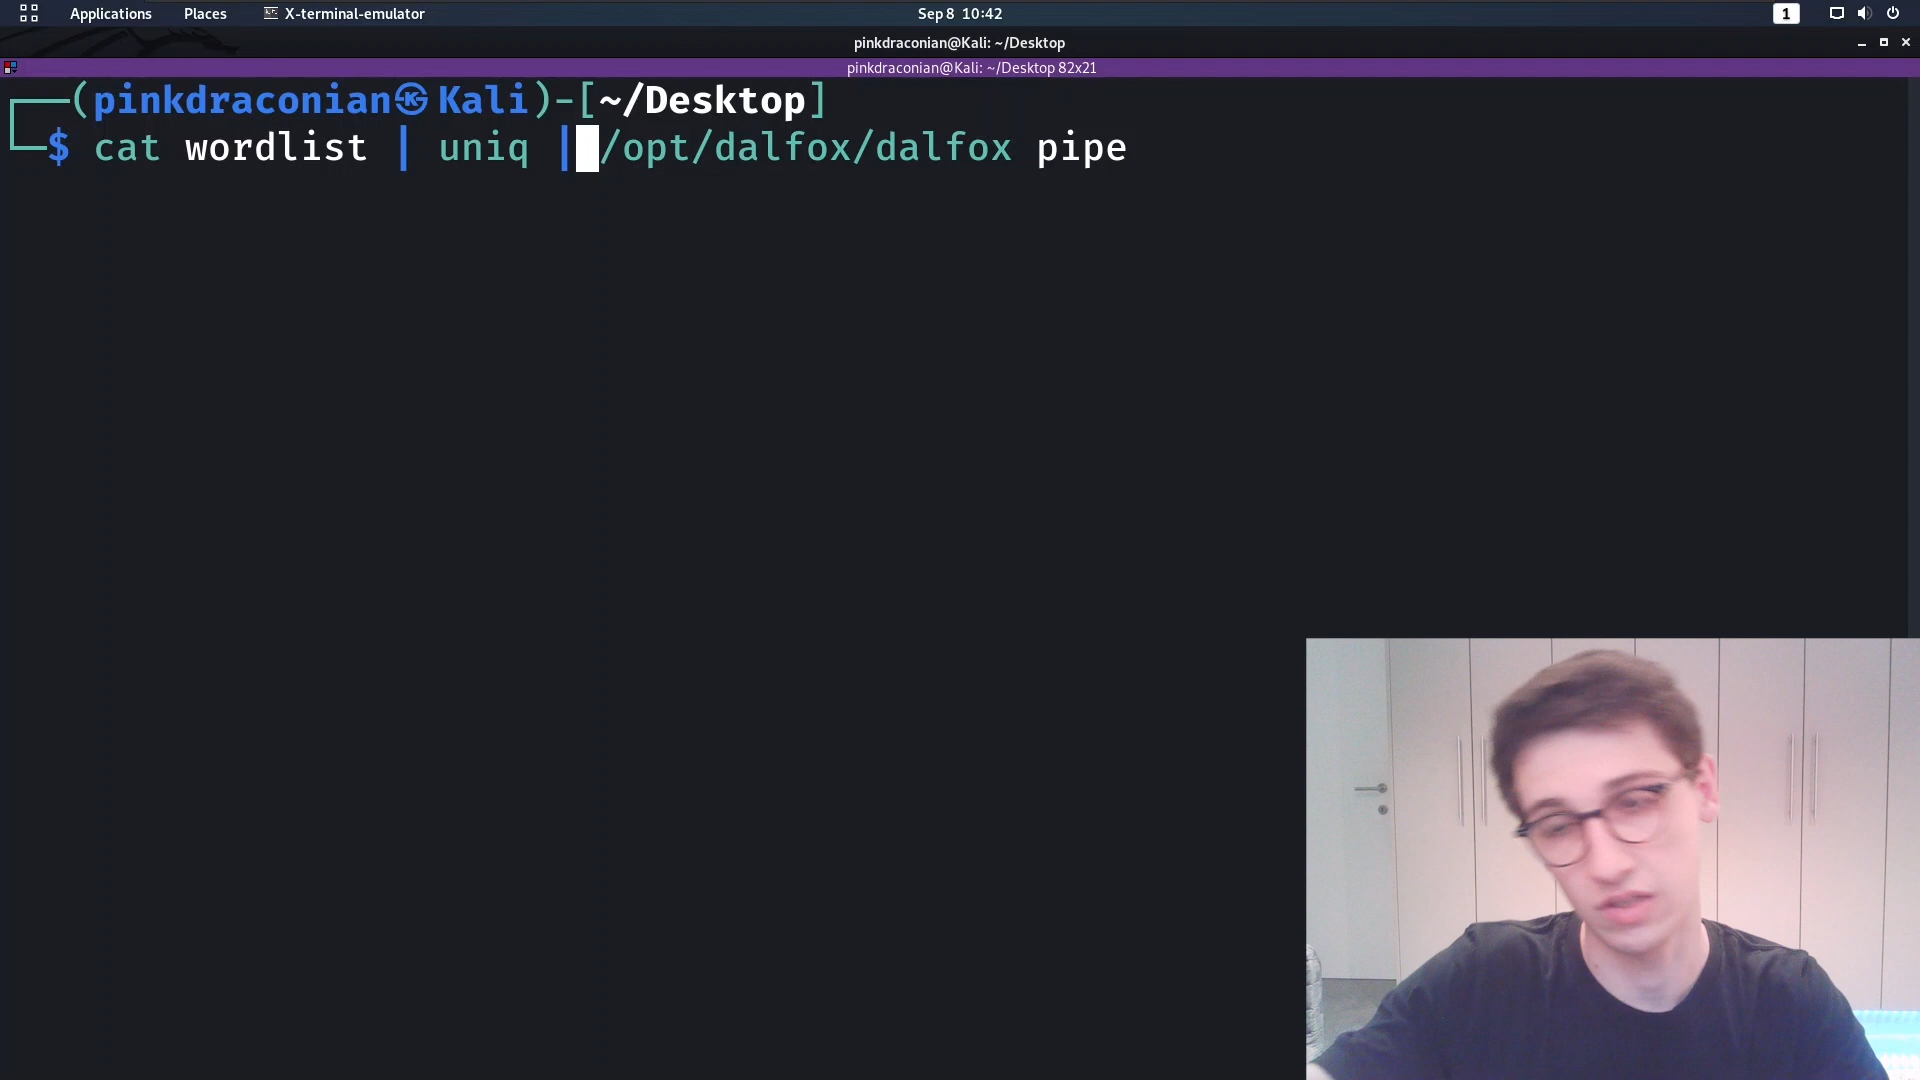 Applications Places X-terminal-emulator Sep 8 10:42 1
pinkdraconian@Kali: ~/Desktop
pinkdraconian@Kali: ~/Desktop 82x21
┌──(pinkdraconian㉿Kali)-[~/Desktop]
└─$ cat wordlist | uniq | /opt/dalfox/dalfox pipe